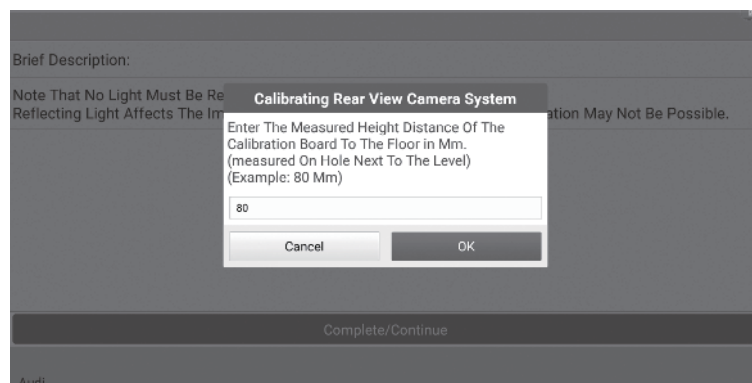 Brief Description:
Note That No Light Must Be Re
Reflecting Light Affects The Im
ation May Not Be Possible.
Calibrating Rear View Camera System
Enter The Measured Height Distance Of The
Calibration Board To The Floor in Mm.
(measured On Hole Next To The Level)
(Example: 80 Mm)
80
Cancel
OK
Complete/Continue
Audi